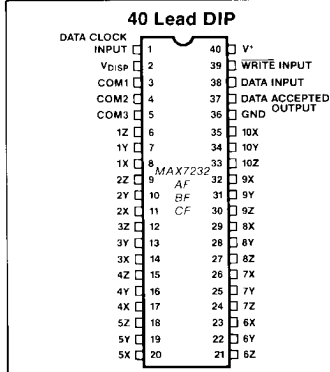 40 Lead DIP
DATA CLOCK
INPUT 1 40 V+
VDISP 2 39 WRITE INPUT
COM1 3 38 DATA INPUT
COM2 4 37 DATA ACCEPTED
OUTPUT
COM3 5 36 GND
1Z 6 35 10X
1Y 7 34 10Y
1X 8 33 10Z
MAX7232
2Z 9 32 9X
AF
2Y 10 31 9Y
BF
2X 11 30 9Z
CF
3Z 12 29 8X
3Y 13 28 8Y
3X 14 27 8Z
4Z 15 26 7X
4Y 16 25 7Y
4X 17 24 7Z
5Z 18 23 6X
5Y 19 22 6Y
5X 20 21 6Z